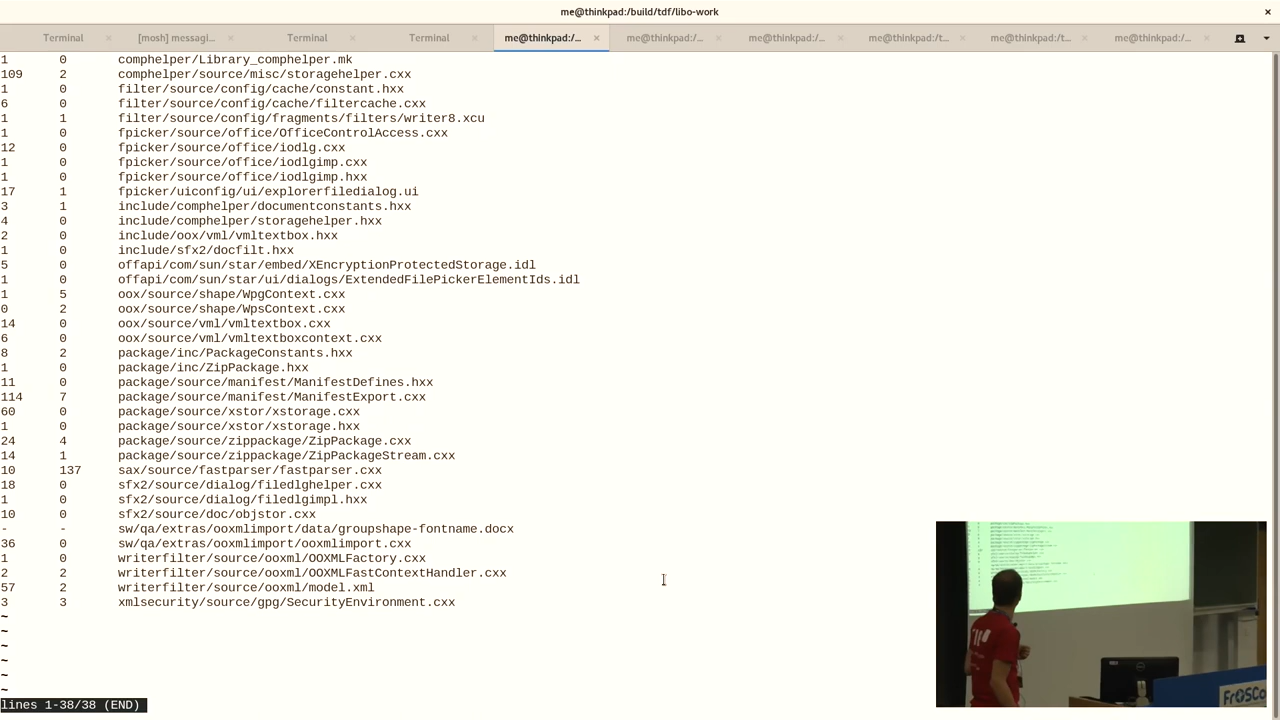 me@thinkpad:/build/tdf/libo-work
Terminal [mosh] messagi... Terminal Terminal me@thinkpad:/... me@thinkpad:/... me@thinkpad:/... me@thinkpad:/t... me@thinkpad:/t... me@thinkpad:/...
1 0 comphelper/Library_comphelper.mk
109 2 comphelper/source/misc/storagehelper.cxx
1 0 filter/source/config/cache/constant.hxx
6 0 filter/source/config/cache/filtercache.cxx
1 1 filter/source/config/fragments/filters/writer8.xcu
1 0 fpicker/source/office/OfficeControlAccess.cxx
12 0 fpicker/source/office/iodlg.cxx
1 0 fpicker/source/office/iodlgimp.cxx
1 0 fpicker/source/office/iodlgimp.hxx
17 1 fpicker/uiconfig/ui/explorerfiledialog.ui
3 1 include/comphelper/documentconstants.hxx
4 0 include/comphelper/storagehelper.hxx
2 0 include/oox/vml/vmltextbox.hxx
1 0 include/sfx2/docfilt.hxx
5 0 offapi/com/sun/star/embed/XEncryptionProtectedStorage.idl
1 0 offapi/com/sun/star/ui/dialogs/ExtendedFilePickerElementIds.idl
1 5 oox/source/shape/WpgContext.cxx
0 2 oox/source/shape/WpsContext.cxx
14 0 oox/source/vml/vmltextbox.cxx
6 0 oox/source/vml/vmltextboxcontext.cxx
8 2 package/inc/PackageConstants.hxx
1 0 package/inc/ZipPackage.hxx
11 0 package/source/manifest/ManifestDefines.hxx
114 7 package/source/manifest/ManifestExport.cxx
60 0 package/source/xstor/xstorage.cxx
1 0 package/source/xstor/xstorage.hxx
24 4 package/source/zippackage/ZipPackage.cxx
14 1 package/source/zippackage/ZipPackageStream.cxx
10 137 sax/source/fastparser/fastparser.cxx
18 0 sfx2/source/dialog/filedlghelper.cxx
1 0 sfx2/source/dialog/filedlgimpl.hxx
10 0 sfx2/source/doc/objstor.cxx
- - sw/qa/extras/ooxmlimport/data/groupshape-fontname.docx
36 0 sw/qa/extras/ooxmlimport/ooxmlimport.cxx
1 0 writerfilter/source/ooxml/OOXMLFactory.hxx
2 2 writerfilter/source/ooxml/OOXMLFastContextHandler.cxx
57 2 writerfilter/source/ooxml/model.xml
3 3 xmlsecurity/source/gpg/SecurityEnvironment.cxx
~
~
~
~
~
~
lines 1-38/38 (END)
FrOSCo